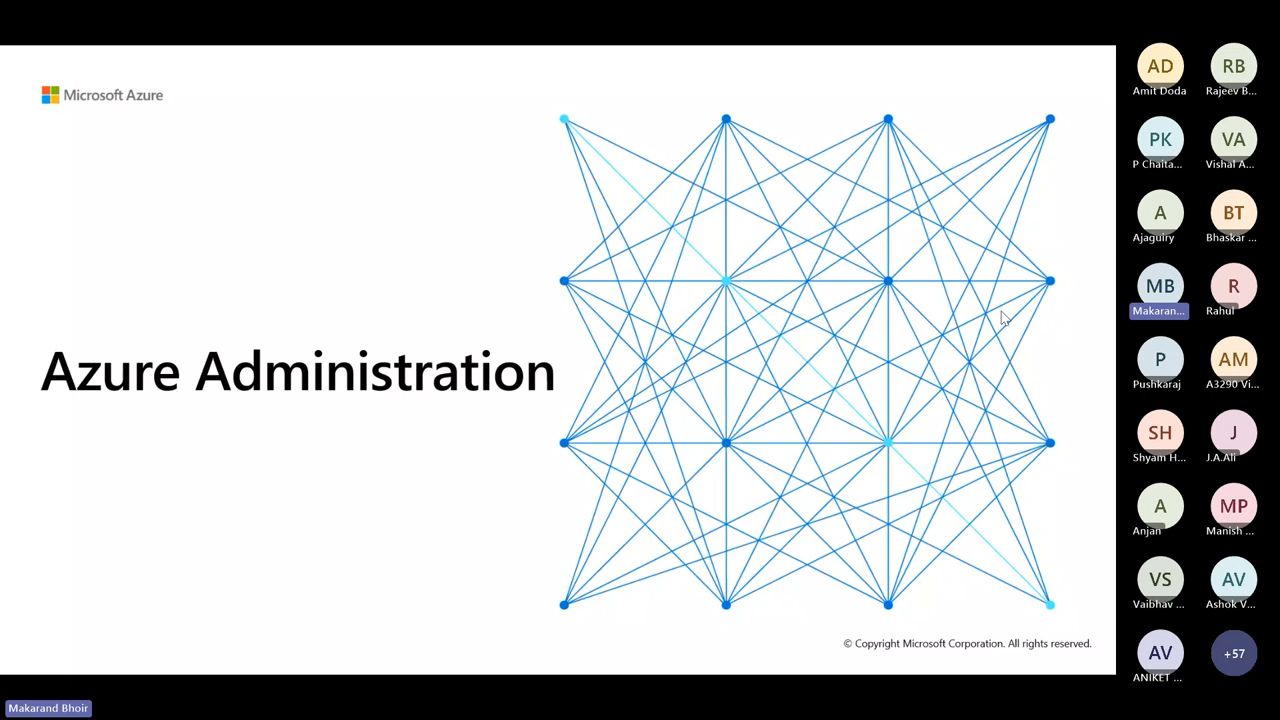 Microsoft Azure
Azure Administration
© Copyright Microsoft Corporation. All rights reserved.
AD
Amit Doda
RB
Rajeev B...
PK
P Chaita...
VA
Vishal A...
A
Ajaguiry
BT
Bhaskar ...
MB
Makaran...
R
Rahul
P
Pushkaraj
AM
A3290 Vi...
SH
Shyam H...
J
J.A.Ali
A
Anjan
MP
Manish ...
VS
Vaibhav ...
AV
Ashok V...
AV
ANIKET ...
+57
Makarand Bhoir